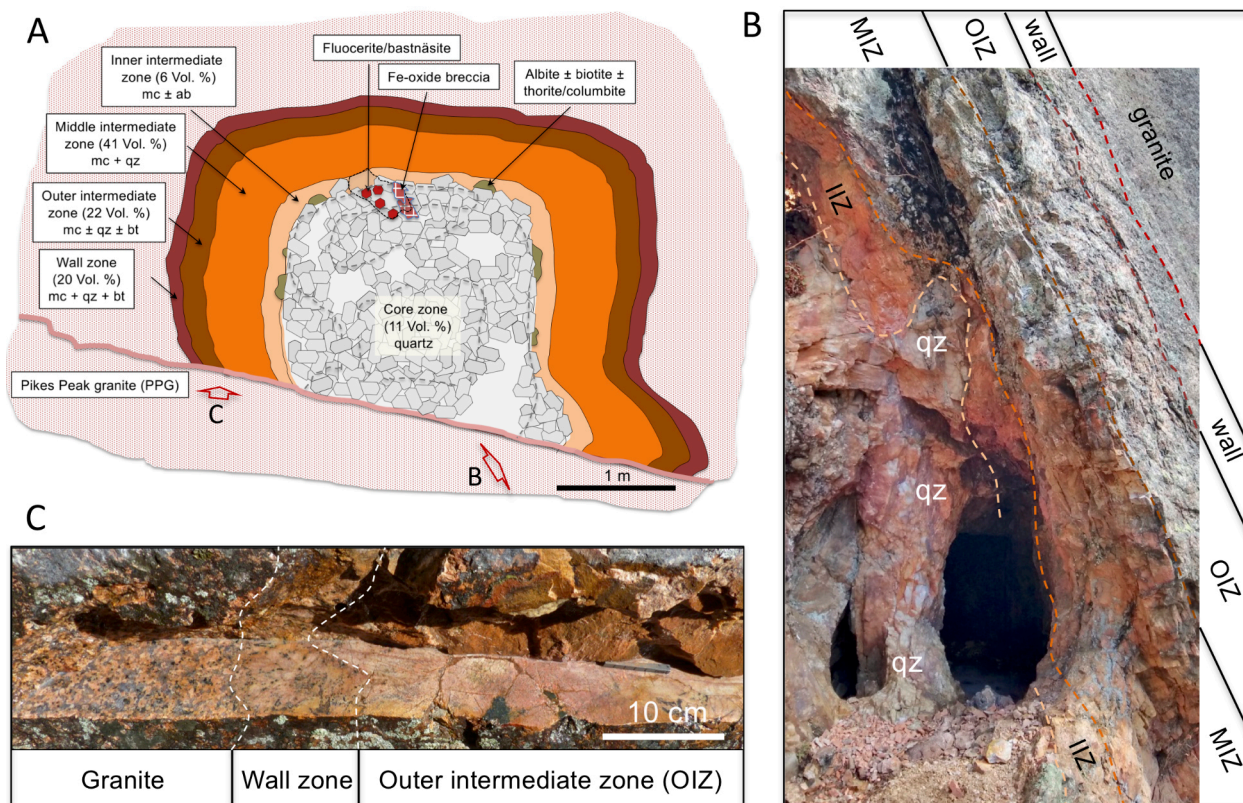 A
Fluocerite/bastnäsite
Inner intermediate
zone (6 Vol. %)
mc ± ab
Fe-oxide breccia
Albite ± biotite ±
thorite/columbite
Middle intermediate
zone (41 Vol. %)
mc + qz
Outer intermediate
zone (22 Vol. %)
mc ± qz ± bt
Wall zone
(20 Vol. %)
mc + qz + bt
Core zone
(11 Vol. %)
quartz
Pikes Peak granite (PPG)
C
B
1 m
B
MIZ
OIZ
wall
granite
IIZ
qz
qz
qz
wall
OIZ
IIZ
MIZ
C
10 cm
Granite
Wall zone
Outer intermediate zone (OIZ)